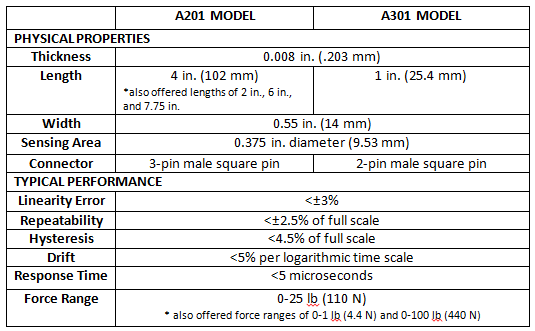 A201 MODEL A301 MODEL
PHYSICAL PROPERTIES
Thickness 0.008 in. (.203 mm)
Length 4 in. (102 mm) 1 in. (25.4 mm)
*also offered lengths of 2 in., 6 in.,
and 7.75 in.
Width 0.55 in. (14 mm)
Sensing Area 0.375 in. diameter (9.53 mm)
Connector 3-pin male square pin 2-pin male square pin
TYPICAL PERFORMANCE
Linearity Error <±3%
Repeatability <±2.5% of full scale
Hysteresis <4.5% of full scale
Drift <5% per logarithmic time scale
Response Time <5 microseconds
Force Range 0-25 lb (110 N)
* also offered force ranges of 0-1 lb (4.4 N) and 0-100 lb (440 N)